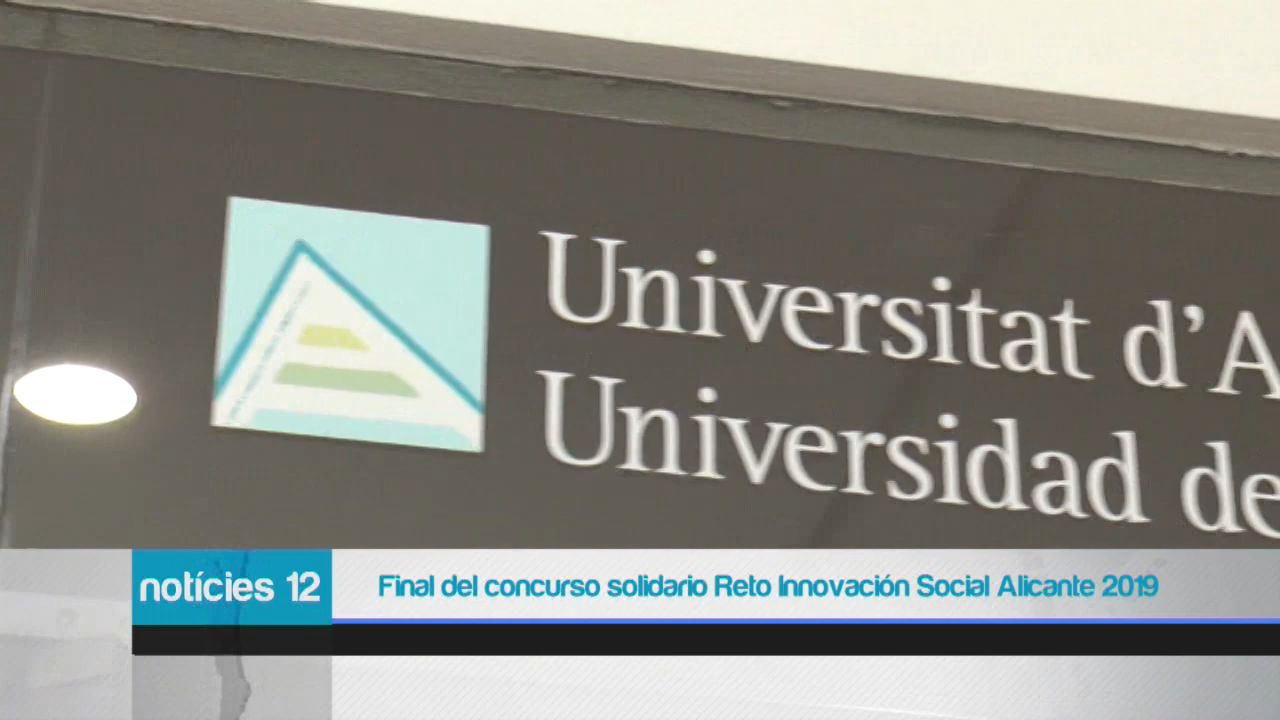 Universitat d'A
Universidad de
notícies 12
Final del concurso solidario Reto Innovación Social Alicante 2019